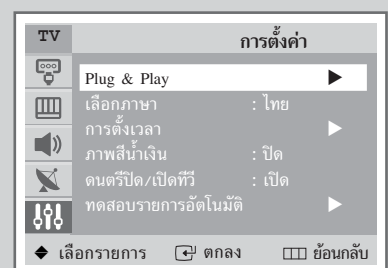 TV การตั้งค่า
Plug & Play
เลือกภาษา : ไทย
การตั้งเวลา
ภาพสีน้ำเงิน : ปิด
ดนตรีปิด/เปิดทีวี : เปิด
ทดสอบรายการอัตโนมัติ
เลือกรายการ ตกลง ย้อนกลับ